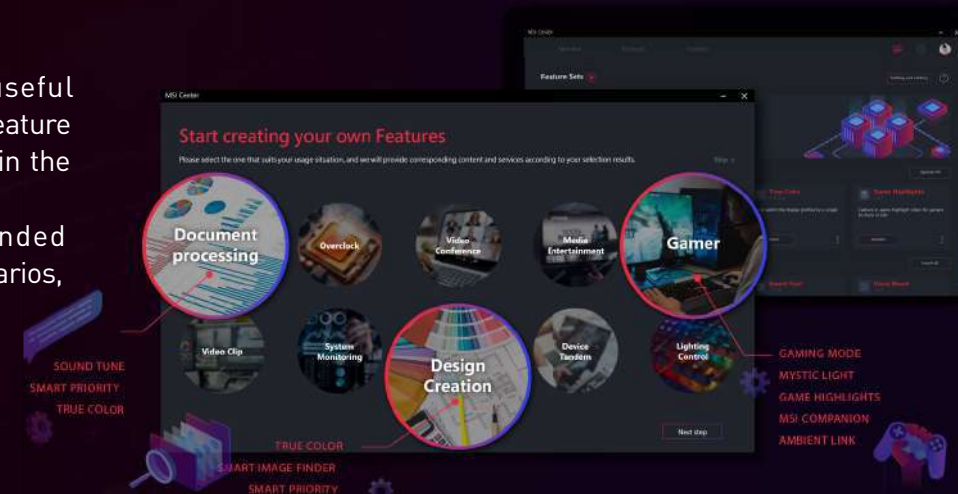 useful
eature
in the
nded
arios,
MSI Center
Feature Sets
MSI Center
Start creating your own Features
Please select the one that suits your usage situation, and we will provide corresponding content and services according to your selection results.
Skip
Document
processing
Overclock
Video
Conference
Media
Entertainment
Gamer
Video Clip
System
Monitoring
Design
Creation
Device
Tandem
Lighting
Control
Next step
True Color
Game Highlights
SOUND TUNE
SMART PRIORITY
TRUE COLOR
TRUE COLOR
SMART IMAGE FINDER
SMART PRIORITY
GAMING MODE
MYSTIC LIGHT
GAME HIGHLIGHTS
MSI COMPANION
AMBIENT LINK